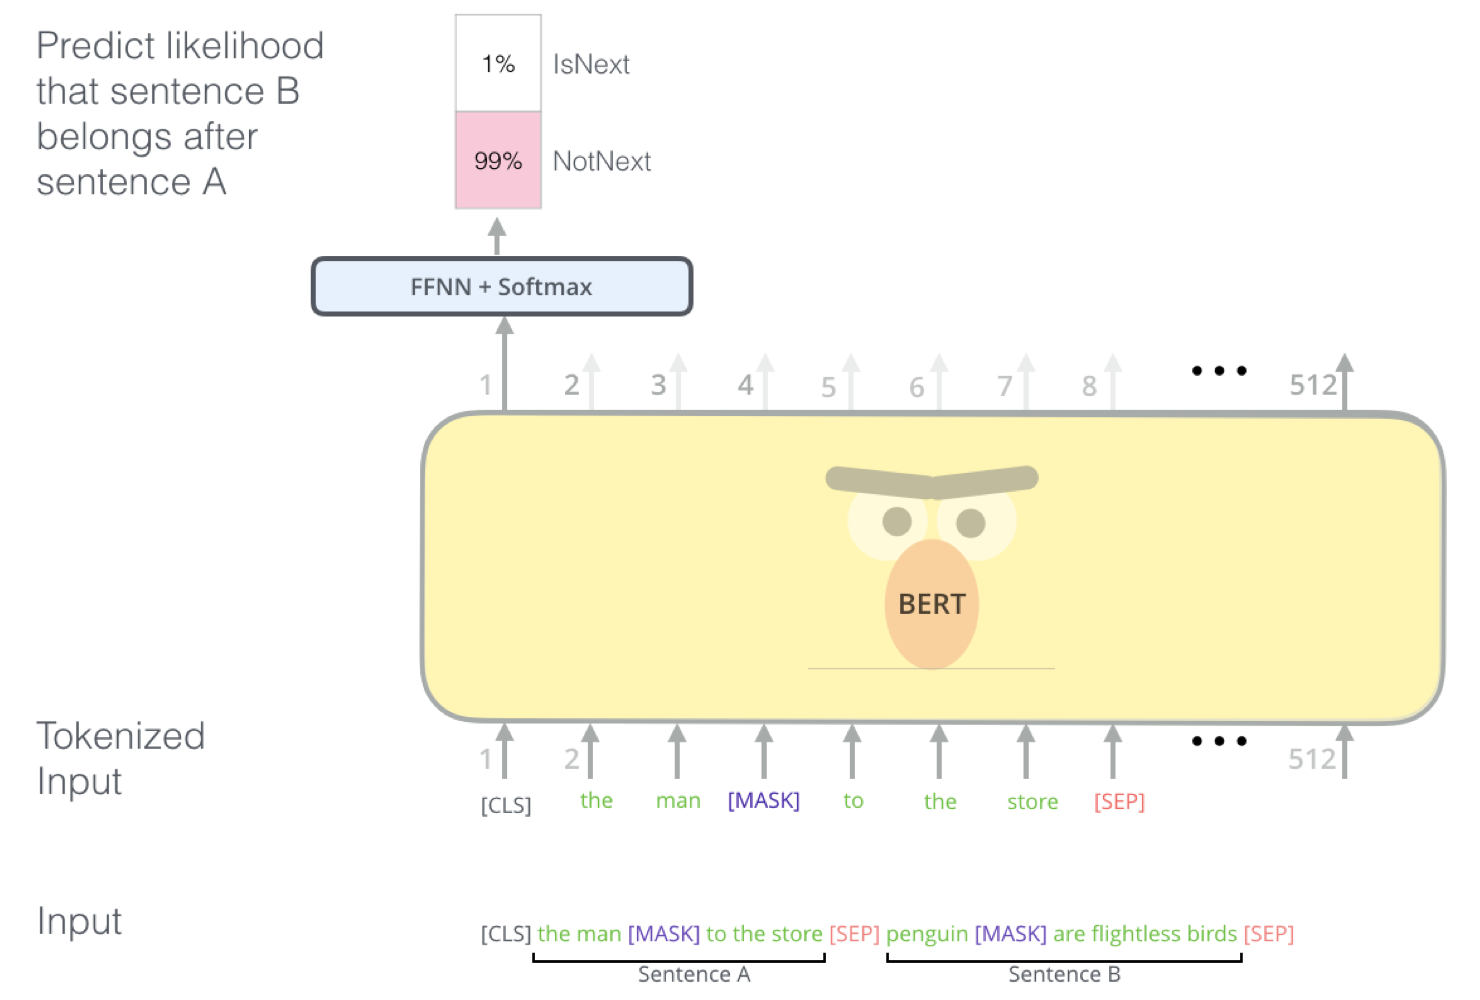 Predict likelihood
that sentence B
belongs after
sentence A
1% IsNext
99% NotNext
FFNN + Softmax
1 2 3 4 5 6 7 8 ••• 512
BERT
Tokenized
Input
1 2 ••• 512
[CLS] the man [MASK] to the store [SEP]
Input
[CLS] the man [MASK] to the store [SEP] penguin [MASK] are flightless birds [SEP]
Sentence A Sentence B